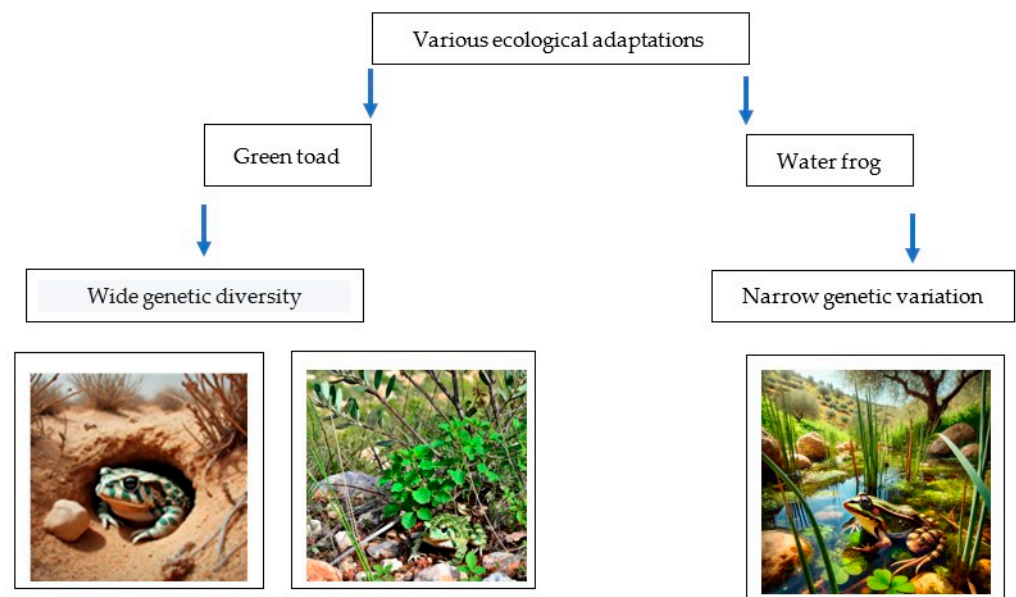 Various ecological adaptations
Green toad
Water frog
Wide genetic diversity
Narrow genetic variation